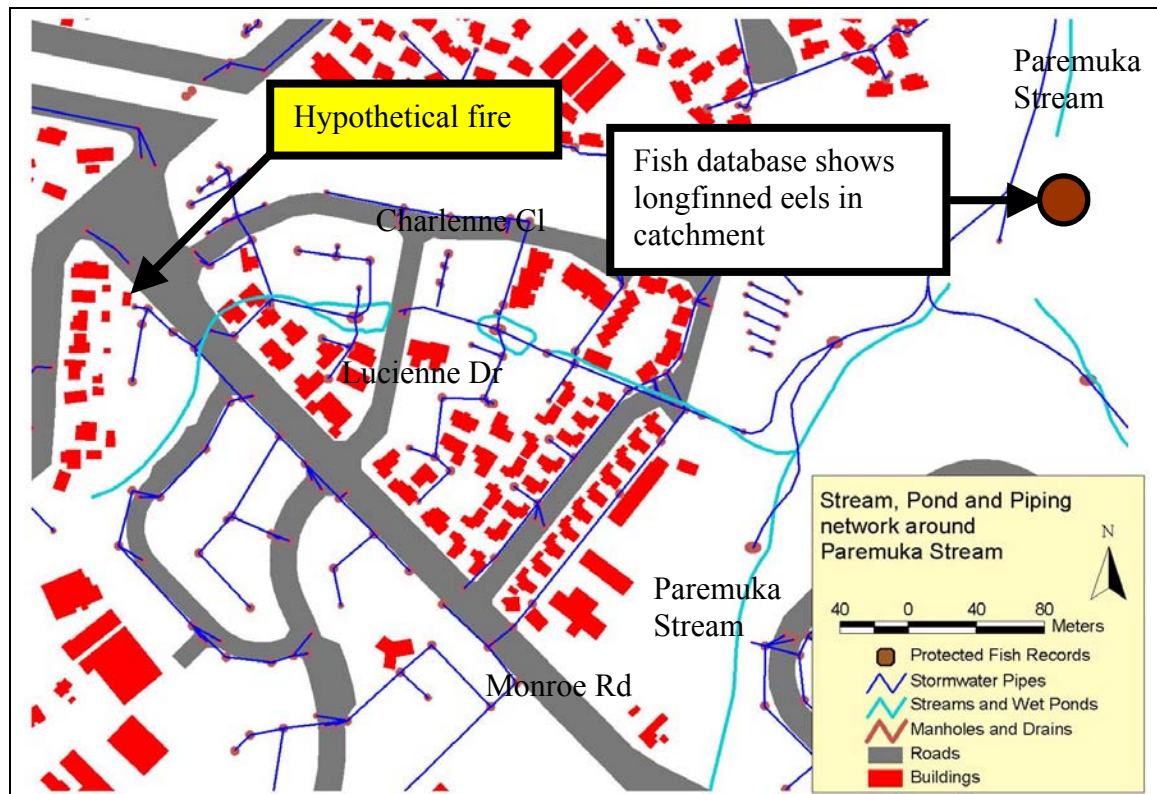 Paremuka
Stream
Hypothetical fire
Fish database shows
longfinned eels in
catchment
Charlenne Cl
Lucienne Dr
Paremuka
Stream
Monroe Rd
Stream, Pond and Piping
network around
Paremuka Stream
N
40 0 40 80
Meters
Protected Fish Records
Stormwater Pipes
Streams and Wet Ponds
Manholes and Drains
Roads
Buildings